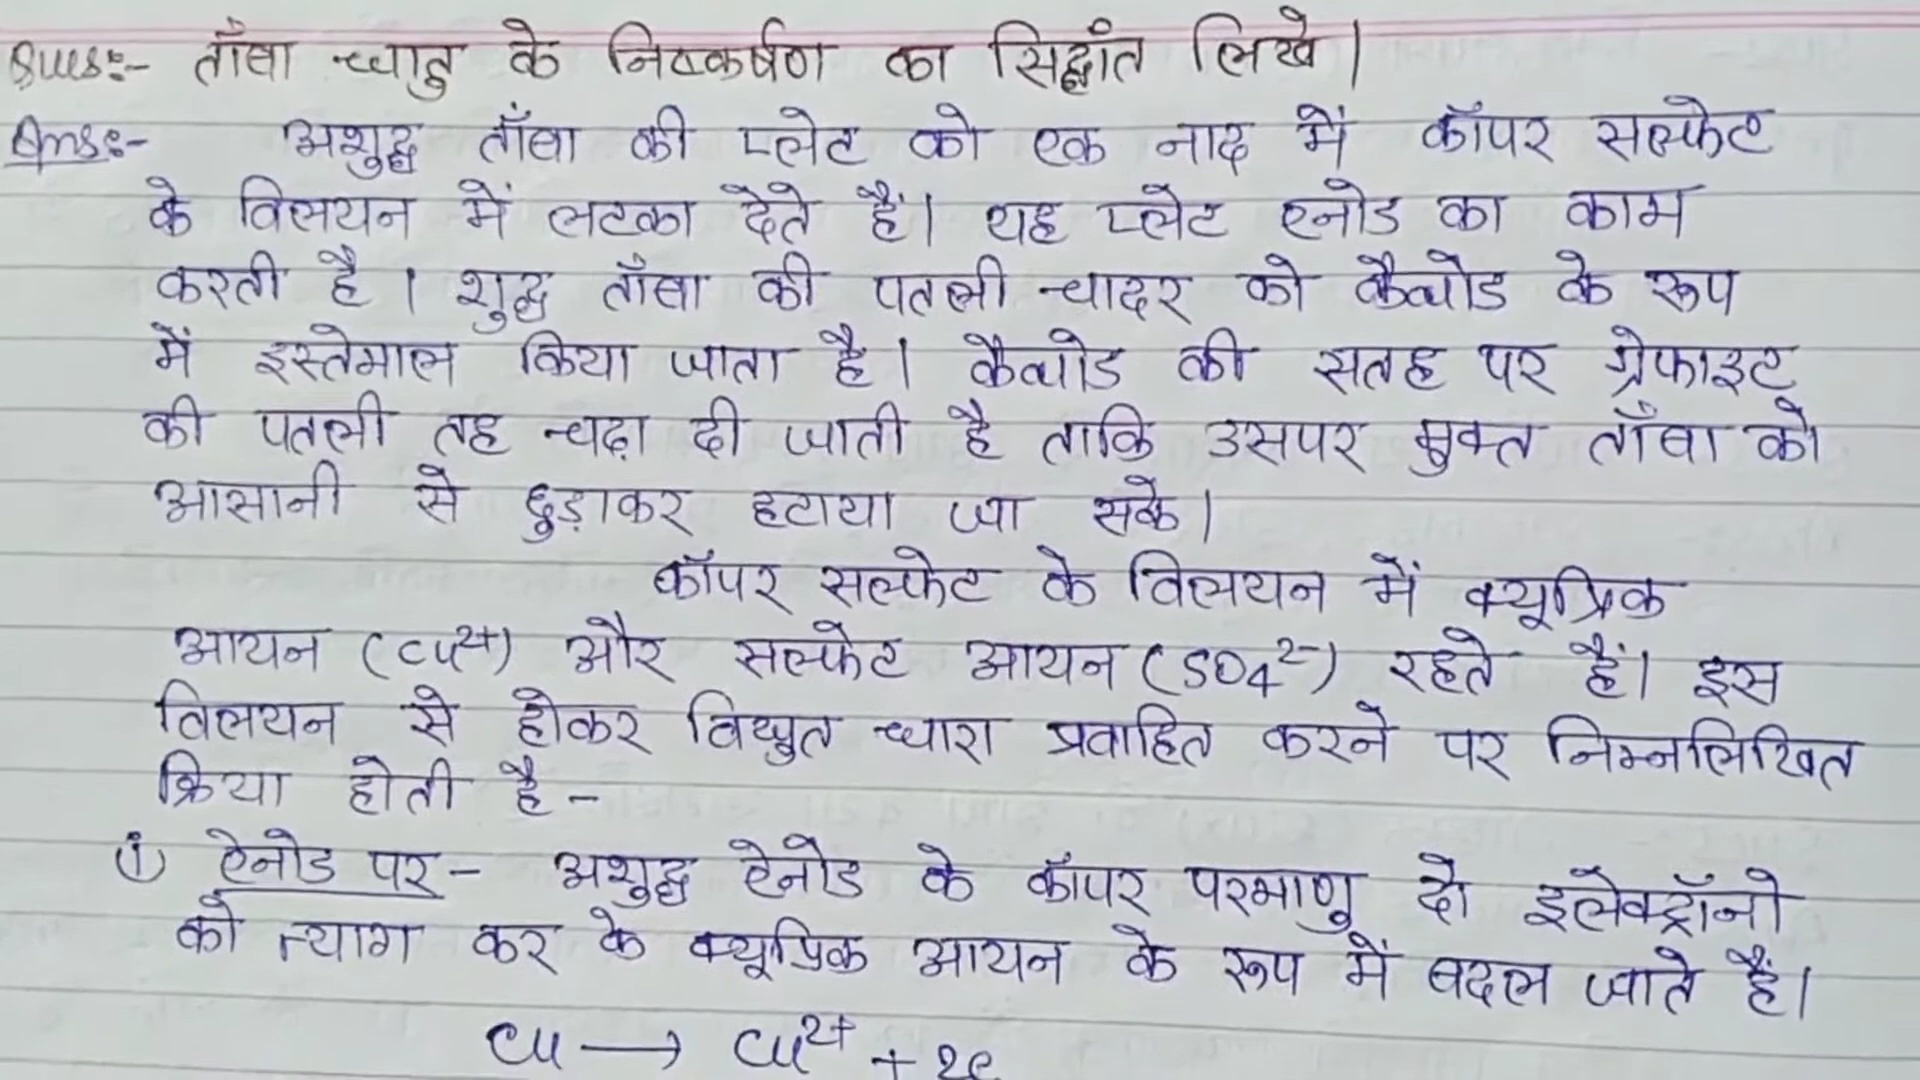 Ques:- ताँबा धातु के निष्कर्षण का सिद्धांत लिखे।
Ans:- अशुद्ध ताँबा की प्लेट को एक नाद में कॉपर सल्फेट
के विलयन में लटका देते हैं। यह प्लेट एनोड का काम
करती है। शुद्ध ताँबा की पतली चादर को कैथोड के रूप
में इस्तेमाल किया जाता है। कैथोड की सतह पर ग्रेफाइट
की पतली तह चढ़ा दी जाती है ताकि उसपर मुक्त ताँबा को
आसानी से छुड़ाकर हटाया जा सके।
कॉपर सल्फेट के विलयन में क्यूप्रिक
आयन (Cu²⁺) और सल्फेट आयन (SO₄²⁻) रहते हैं। इस
विलयन से होकर विधुत धारा प्रवाहित करने पर निम्नलिखित
क्रिया होती है -
(i) ऐनोड पर - अशुद्ध ऐनोड के कॉपर परमाणु दो इलेक्ट्रॉनो
को त्याग कर के क्यूप्रिक आयन के रूप में बदल जाते हैं।
Cu → Cu²⁺ + 2e